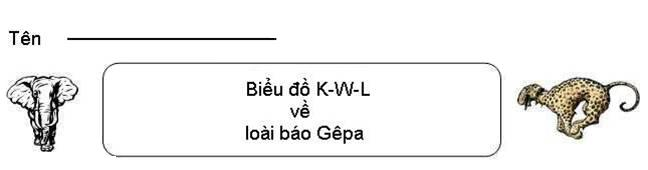 Tên
Biểu đồ K-W-L
về
loài báo Gêpa